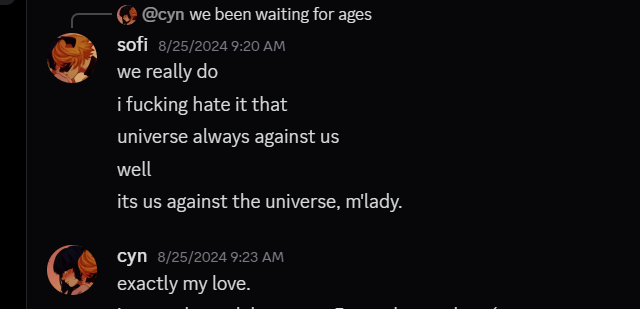 @cyn we been waiting for ages
sofi 8/25/2024 9:20 AM
we really do
i fucking hate it that
universe always against us
well
its us against the universe, m'lady.
cyn 8/25/2024 9:23 AM
exactly my love.